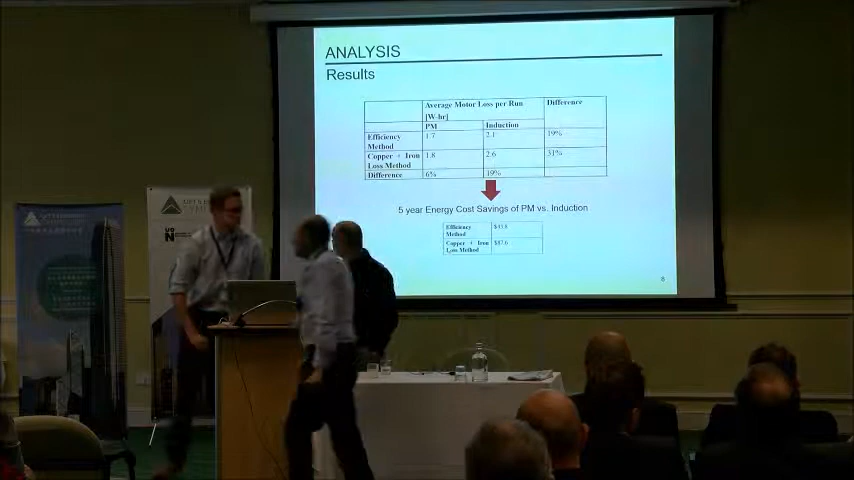 ANALYSIS
Results
Average Motor Loss per Run Difference
[W-hr]
PM Induction
Efficiency 1.7 2.1 19%
Method
Copper + Iron 1.8 2.6 31%
Loss Method
Difference 6% 19%
5 year Energy Cost Savings of PM vs. Induction
Efficiency
Method
Copper + Iron
Loss Method